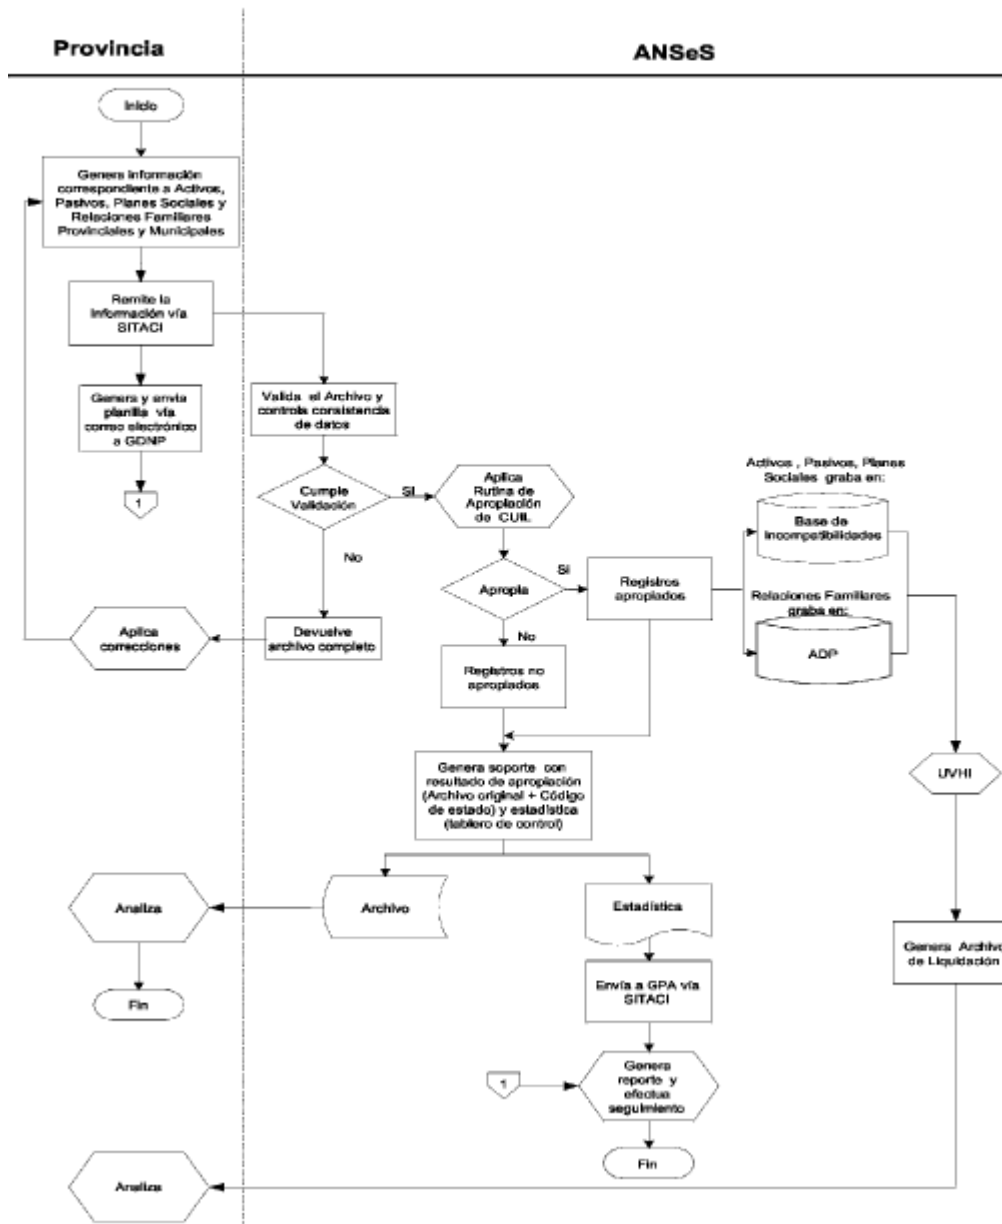 Provincia
ANSeS
Inicio
Genera información
correspondiente a Activos,
Pasivos, Planes Sociales y
Relaciones Familiares
Provinciales y Municipales
Remite la
Información vía
SITACI
Genera y envía
planilla vía
correo electrónico
a GDNP
1
Valida el Archivo y
controla consistencia
de datos
Cumple
Validación
SI
No
Devuelve
archivo completo
Aplica
correcciones
Aplica
Rutina de
Apropiación
de CUIL
Apropia
SI
No
Registros
apropiados
Registros no
apropiados
Activos , Pasivos, Planes
Sociales graba en:
Base de
Incompatibilidades
Relaciones Familiares
graba en:
ADP
UVHI
Genera soporte con
resultado de apropiación
(Archivo original + Código
de estado) y estadística
(tablero de control)
Analiza
Archivo
Estadística
Genera Archivo
de Liquidación
Fin
Envía a GPA vía
SITACI
1
Genera
reporte y
efectua
seguimiento
Fin
Analiza